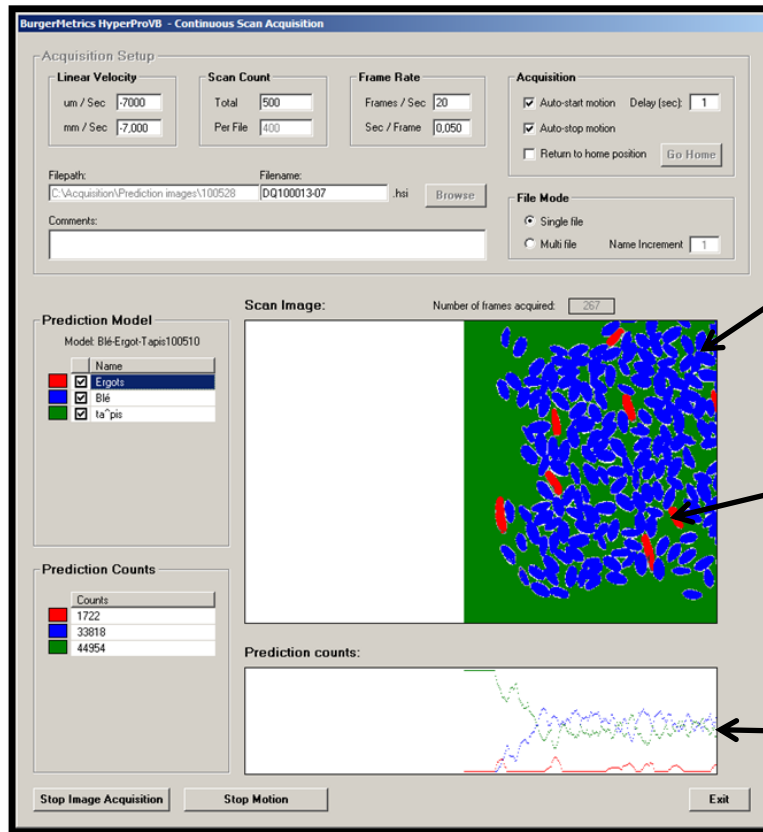 BurgerMetrics HyperProVB - Continuous Scan Acquisition
Acquisition Setup
Linear Velocity
um / Sec -7000
mm / Sec -7,000
Scan Count
Total 500
Per File 400
Frame Rate
Frames / Sec 20
Sec / Frame 0,050
Acquisition
Auto-start motion Delay (sec): 1
Auto-stop motion
Return to home position Go Home
Filepath:
C:\Acquisition\Prediction images\100528
Filename:
DQ100013-07 .hsi Browse
Comments:
File Mode
Single file
Multi file Name Increment 1
Prediction Model
Model: Blé-Ergot-Tapis100510
Name
Ergots
Blé
ta^pis
Scan Image:
Number of frames acquired: 267
Prediction Counts
Counts
1722
33818
44954
Prediction counts:
Stop Image Acquisition
Stop Motion
Exit